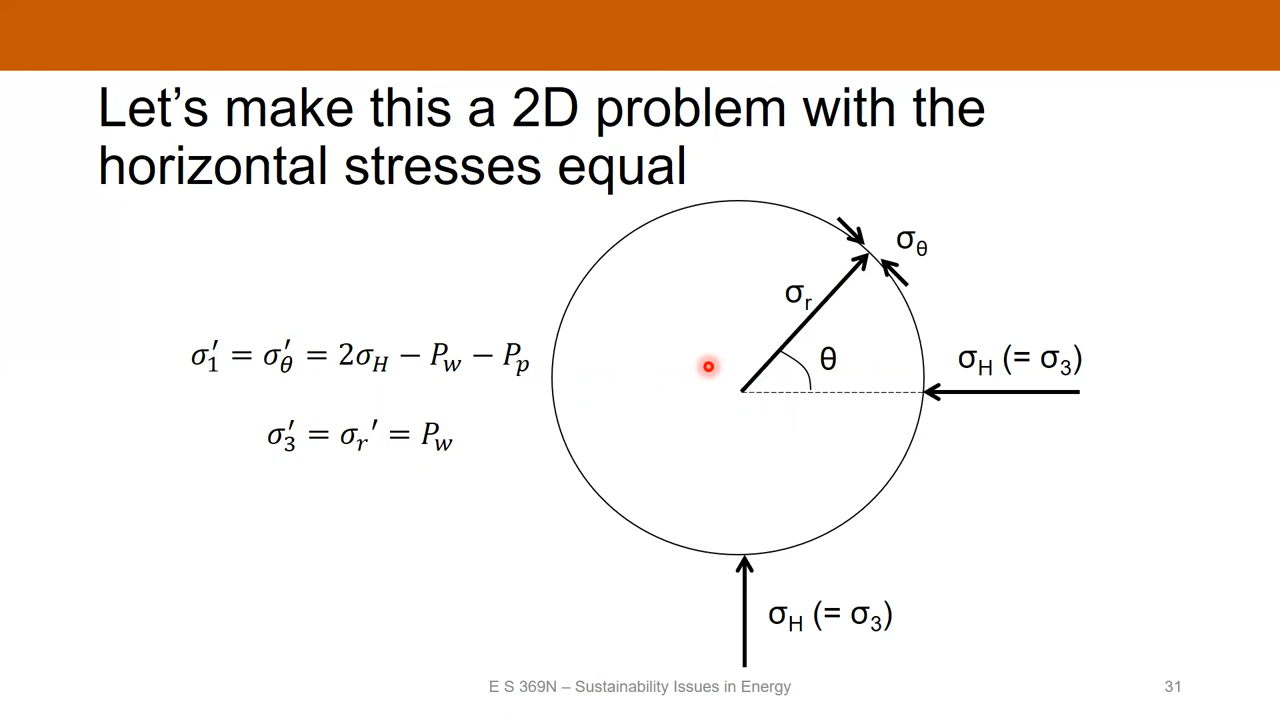 Let’s make this a 2D problem with the
horizontal stresses equal
σθ
σr
σ′1 = σ′θ = 2σH − Pw − Pp
θ
σH (= σ3)
σ′3 = σr′ = Pw
σH (= σ3)
E S 369N – Sustainability Issues in Energy
31